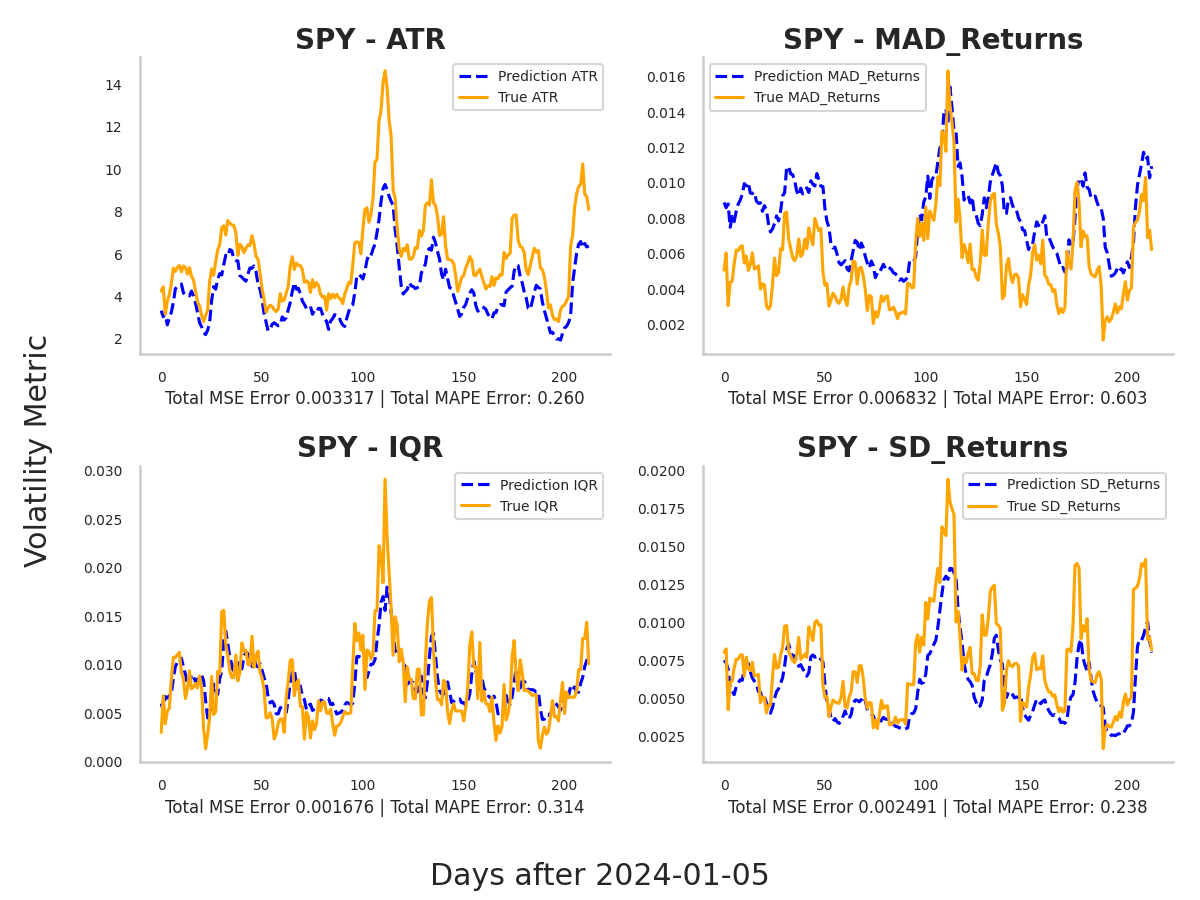 SPY - ATR
Prediction ATR
True ATR
14
12
10
8
6
4
2
0 50 100 150 200
Total MSE Error 0.003317 | Total MAPE Error: 0.260
SPY - MAD_Returns
Prediction MAD_Returns
True MAD_Returns
0.016
0.014
0.012
0.010
0.008
0.006
0.004
0.002
0 50 100 150 200
Total MSE Error 0.006832 | Total MAPE Error: 0.603
Volatility Metric
SPY - IQR
Prediction IQR
True IQR
0.030
0.025
0.020
0.015
0.010
0.005
0.000
0 50 100 150 200
Total MSE Error 0.001676 | Total MAPE Error: 0.314
SPY - SD_Returns
Prediction SD_Returns
True SD_Returns
0.0200
0.0175
0.0150
0.0125
0.0100
0.0075
0.0050
0.0025
0 50 100 150 200
Total MSE Error 0.002491 | Total MAPE Error: 0.238
Days after 2024-01-05